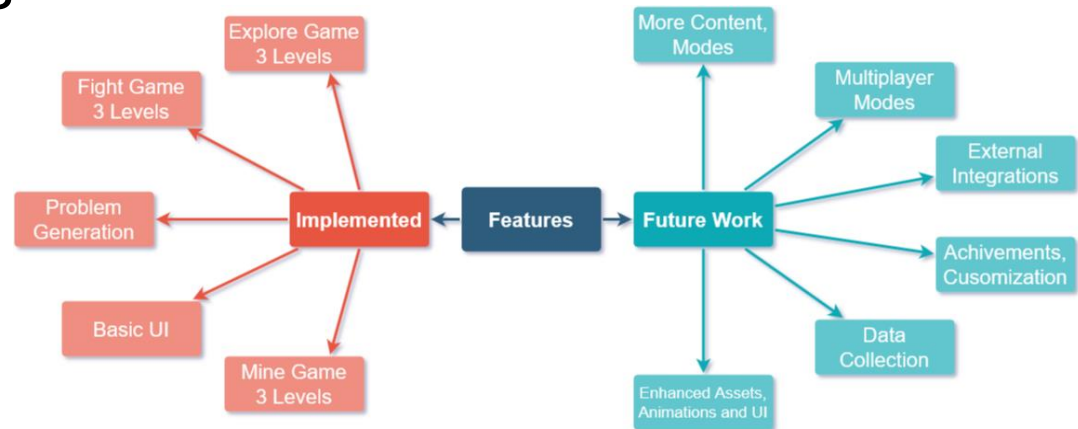 Explore Game
3 Levels
Fight Game
3 Levels
Problem
Generation
Basic UI
Mine Game
3 Levels
Implemented
Features
Future Work
More Content,
Modes
Multiplayer
Modes
External
Integrations
Achivements,
Cusomization
Data
Collection
Enhanced Assets,
Animations and UI